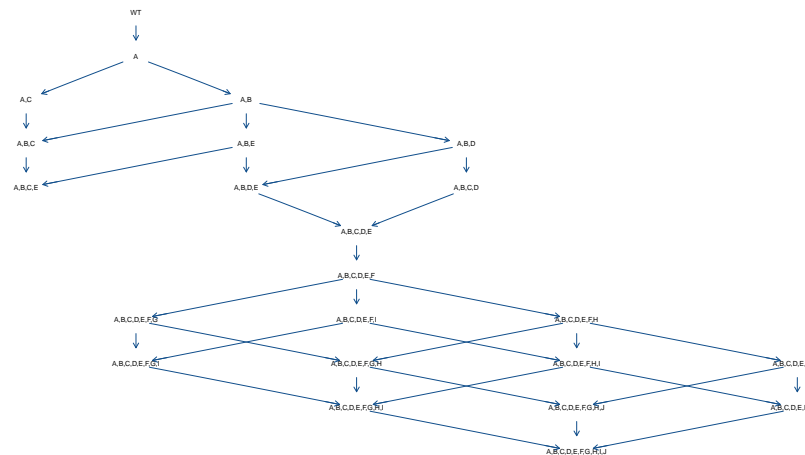 WT
A
A,C
A,B
A,B,C
A,B,E
A,B,D
A,B,C,E
A,B,D,E
A,B,C,D
A,B,C,D,E
A,B,C,D,E,F
A,B,C,D,E,F,G
A,B,C,D,E,F,I
A,B,C,D,E,F,H
A,B,C,D,E,F,G,I
A,B,C,D,E,F,G,H
A,B,C,D,E,F,H,I
A,B,C,D,E,
A,B,C,D,E,F,G,H,I
A,B,C,D,E,F,G,H,J
A,B,C,D,E,
A,B,C,D,E,F,G,H,I,J